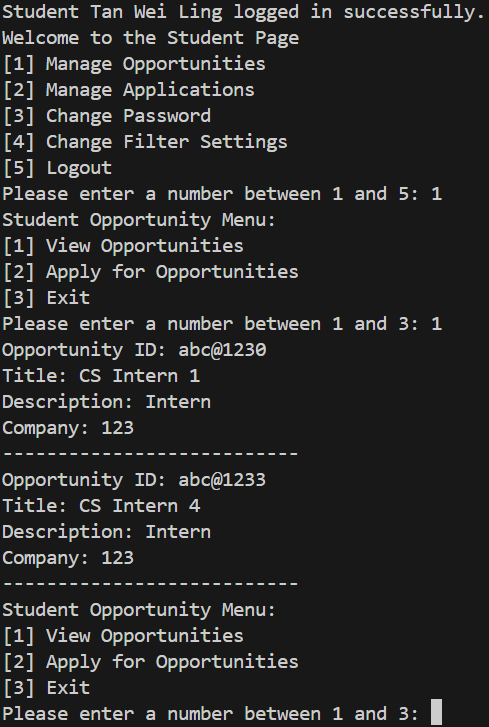 Student Tan Wei Ling logged in successfully.
Welcome to the Student Page
[1] Manage Opportunities
[2] Manage Applications
[3] Change Password
[4] Change Filter Settings
[5] Logout
Please enter a number between 1 and 5: 1
Student Opportunity Menu:
[1] View Opportunities
[2] Apply for Opportunities
[3] Exit
Please enter a number between 1 and 3: 1
Opportunity ID: abc@1230
Title: CS Intern 1
Description: Intern
Company: 123
---------------------------
Opportunity ID: abc@1233
Title: CS Intern 4
Description: Intern
Company: 123
---------------------------
Student Opportunity Menu:
[1] View Opportunities
[2] Apply for Opportunities
[3] Exit
Please enter a number between 1 and 3: